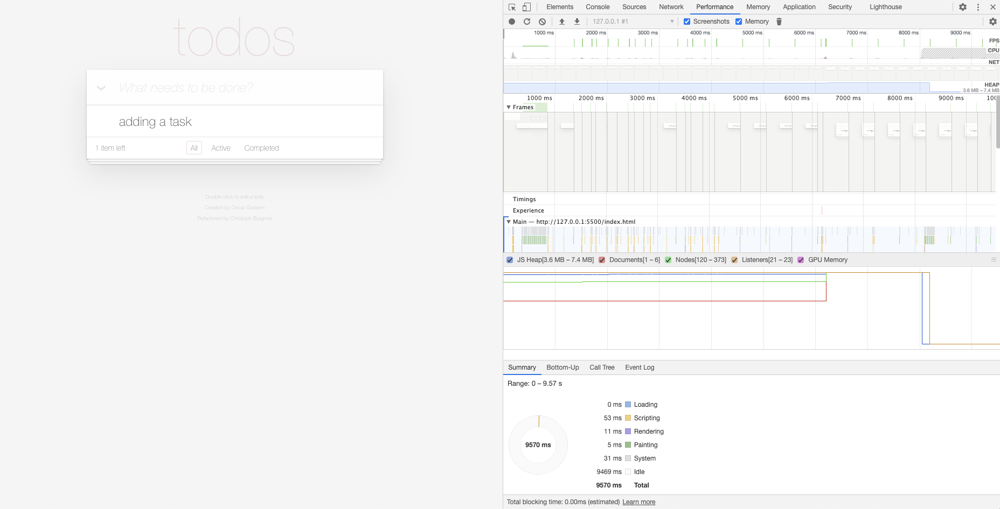 todos
What needs to be done?
adding a task
1 item left
All
Active
Completed
Double-click to edit a todo
Created by Oscar Godson
Refactored by Christoph Burgmer
Elements Console Sources Network Performance Memory Application Security Lighthouse
127.0.0.1 #1 Screenshots Memory
1000 ms 2000 ms 3000 ms 4000 ms 5000 ms 6000 ms 7000 ms 8000 ms 9000 ms
FPS
CPU
NET
HEAP
3.6 MB – 7.4 MB
1000 ms 2000 ms 3000 ms 4000 ms 5000 ms 6000 ms 7000 ms 8000 ms 9000 ms 100
Frames
todos
Timings
Experience
Main — http://127.0.0.1:5500/index.html
JS Heap[3.6 MB – 7.4 MB] Documents[1 – 6] Nodes[120 – 373] Listeners[21 – 23] GPU Memory
Summary Bottom-Up Call Tree Event Log
Range: 0 – 9.57 s
9570 ms
0 ms Loading
53 ms Scripting
11 ms Rendering
5 ms Painting
31 ms System
9469 ms Idle
9570 ms Total
Total blocking time: 0.00ms (estimated) Learn more